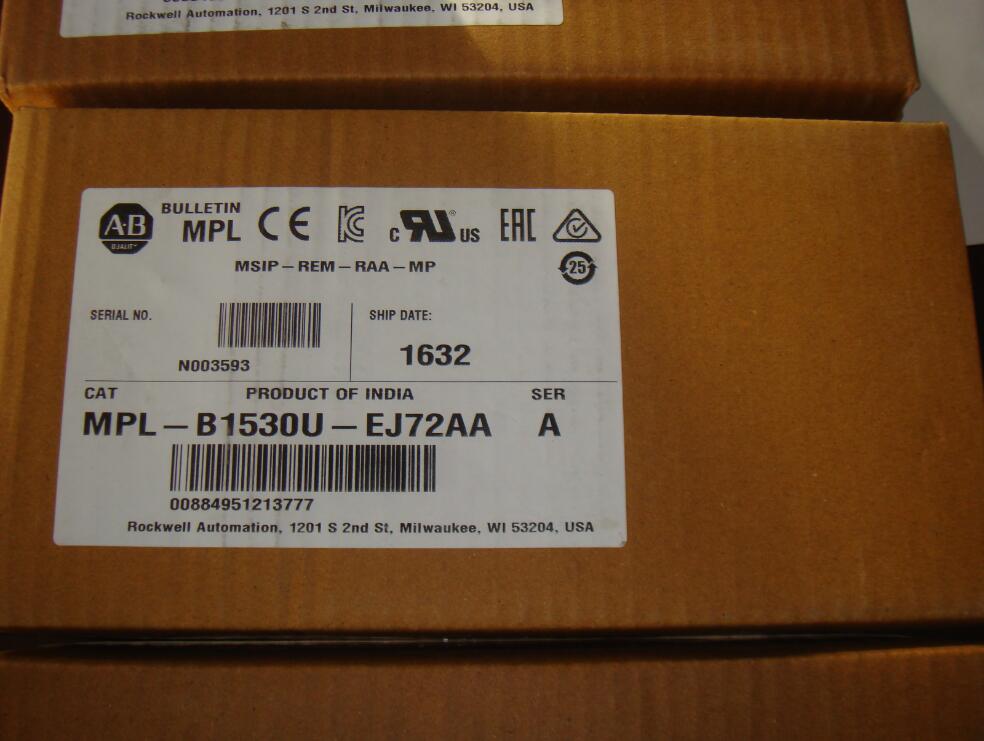 Rockwell Automation, 1201 S 2nd St, Milwaukee, WI 53204, USA
A-B
QUALITY
BULLETIN
MPL
CE
c RU ® US
EAC
MSIP-REM-RAA-MP
25
SERIAL NO.
N003593
SHIP DATE:
1632
CAT PRODUCT OF INDIA SER
MPL-B1530U-EJ72AA A
00884951213777
Rockwell Automation, 1201 S 2nd St, Milwaukee, WI 53204, USA